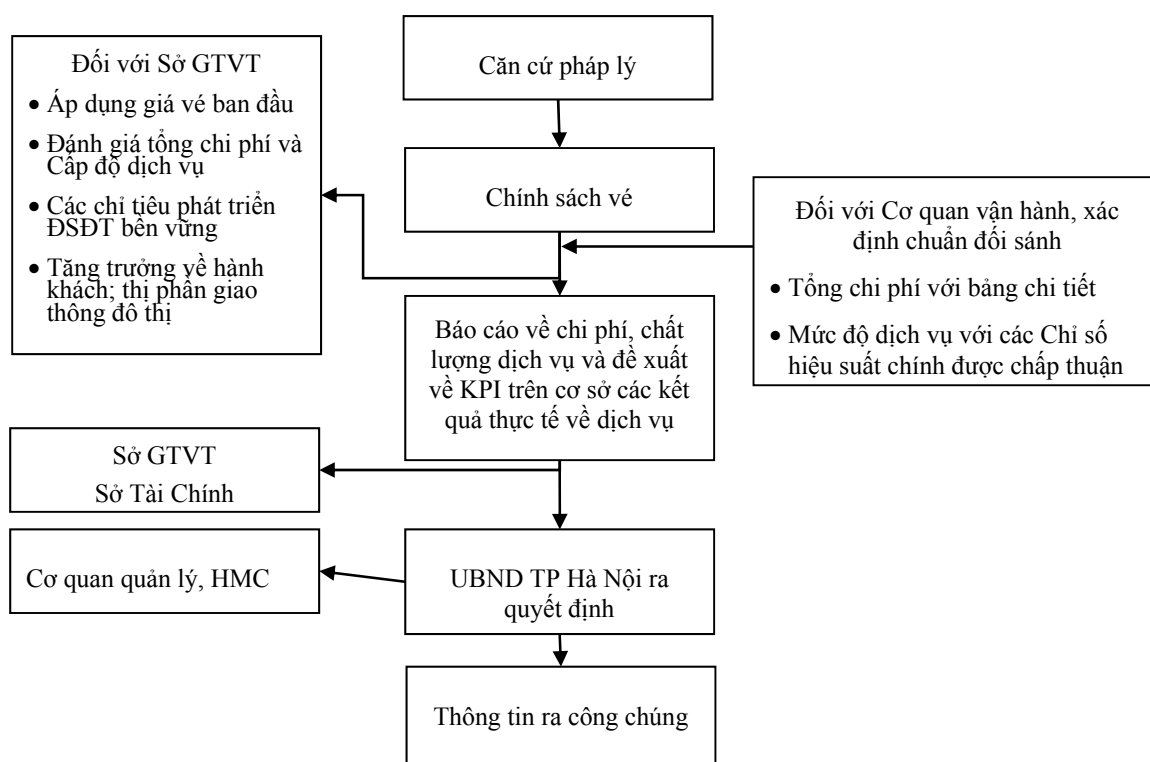 Căn cứ pháp lý
Đối với Sở GTVT
• Áp dụng giá vé ban đầu
• Đánh giá tổng chi phí và
Cấp độ dịch vụ
• Các chỉ tiêu phát triển
ĐSĐT bền vững
• Tăng trưởng về hành
khách; thị phần giao
thông đô thị
Chính sách vé
Đối với Cơ quan vận hành, xác
định chuẩn đối sánh
• Tổng chi phí với bảng chi tiết
• Mức độ dịch vụ với các Chỉ số
hiệu suất chính được chấp thuận
Báo cáo về chi phí, chất
lượng dịch vụ và đề xuất
về KPI trên cơ sở các kết
quả thực tế về dịch vụ
Sở GTVT
Sở Tài Chính
Cơ quan quản lý, HMC
UBND TP Hà Nội ra
quyết định
Thông tin ra công chúng